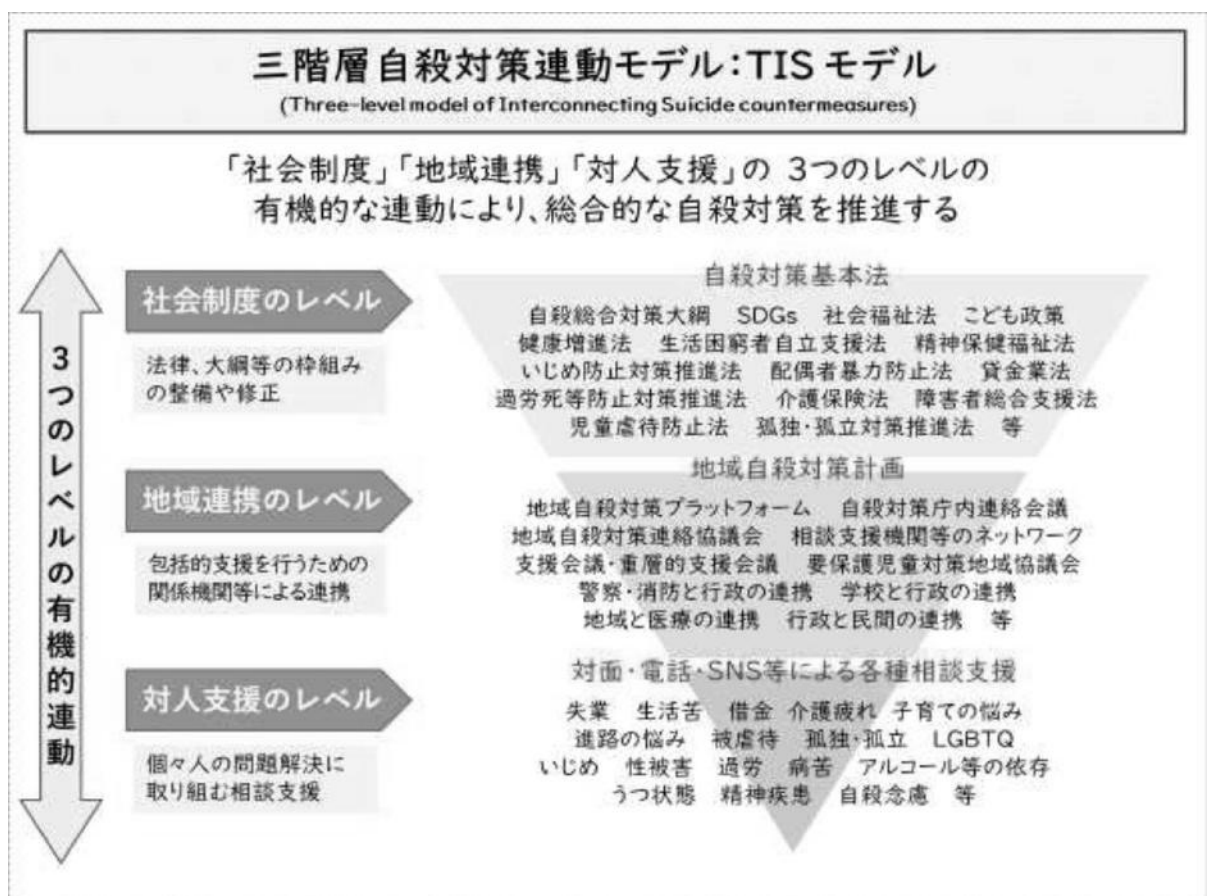 三階層自殺対策連動モデル:TISモデル
(Three-level model of Interconnecting Suicide countermeasures)
「社会制度」「地域連携」「対人支援」の 3つのレベルの
有機的な連動により、総合的な自殺対策を推進する
3つのレベルの有機的連動
社会制度のレベル
法律、大綱等の枠組み
の整備や修正
自殺対策基本法
自殺総合対策大綱 SDGs 社会福祉法 こども政策
健康増進法 生活困窮者自立支援法 精神保健福祉法
いじめ防止対策推進法 配偶者暴力防止法 貸金業法
過労死等防止対策推進法 介護保険法 障害者総合支援法
児童虐待防止法 孤独・孤立対策推進法 等
地域連携のレベル
包括的支援を行うための
関係機関等による連携
地域自殺対策計画
地域自殺対策プラットフォーム 自殺対策庁内連絡会議
地域自殺対策連絡協議会 相談支援機関等のネットワーク
支援会議・重層的支援会議 要保護児童対策地域協議会
警察・消防と行政の連携 学校と行政の連携
地域と医療の連携 行政と民間の連携 等
対人支援のレベル
個々人の問題解決に
取り組む相談支援
対面・電話・SNS等による各種相談支援
失業 生活苦 借金 介護疲れ 子育ての悩み
進路の悩み 被虐待 孤独・孤立 LGBTQ
いじめ 性被害 過労 病苦 アルコール等の依存
うつ状態 精神疾患 自殺念慮 等